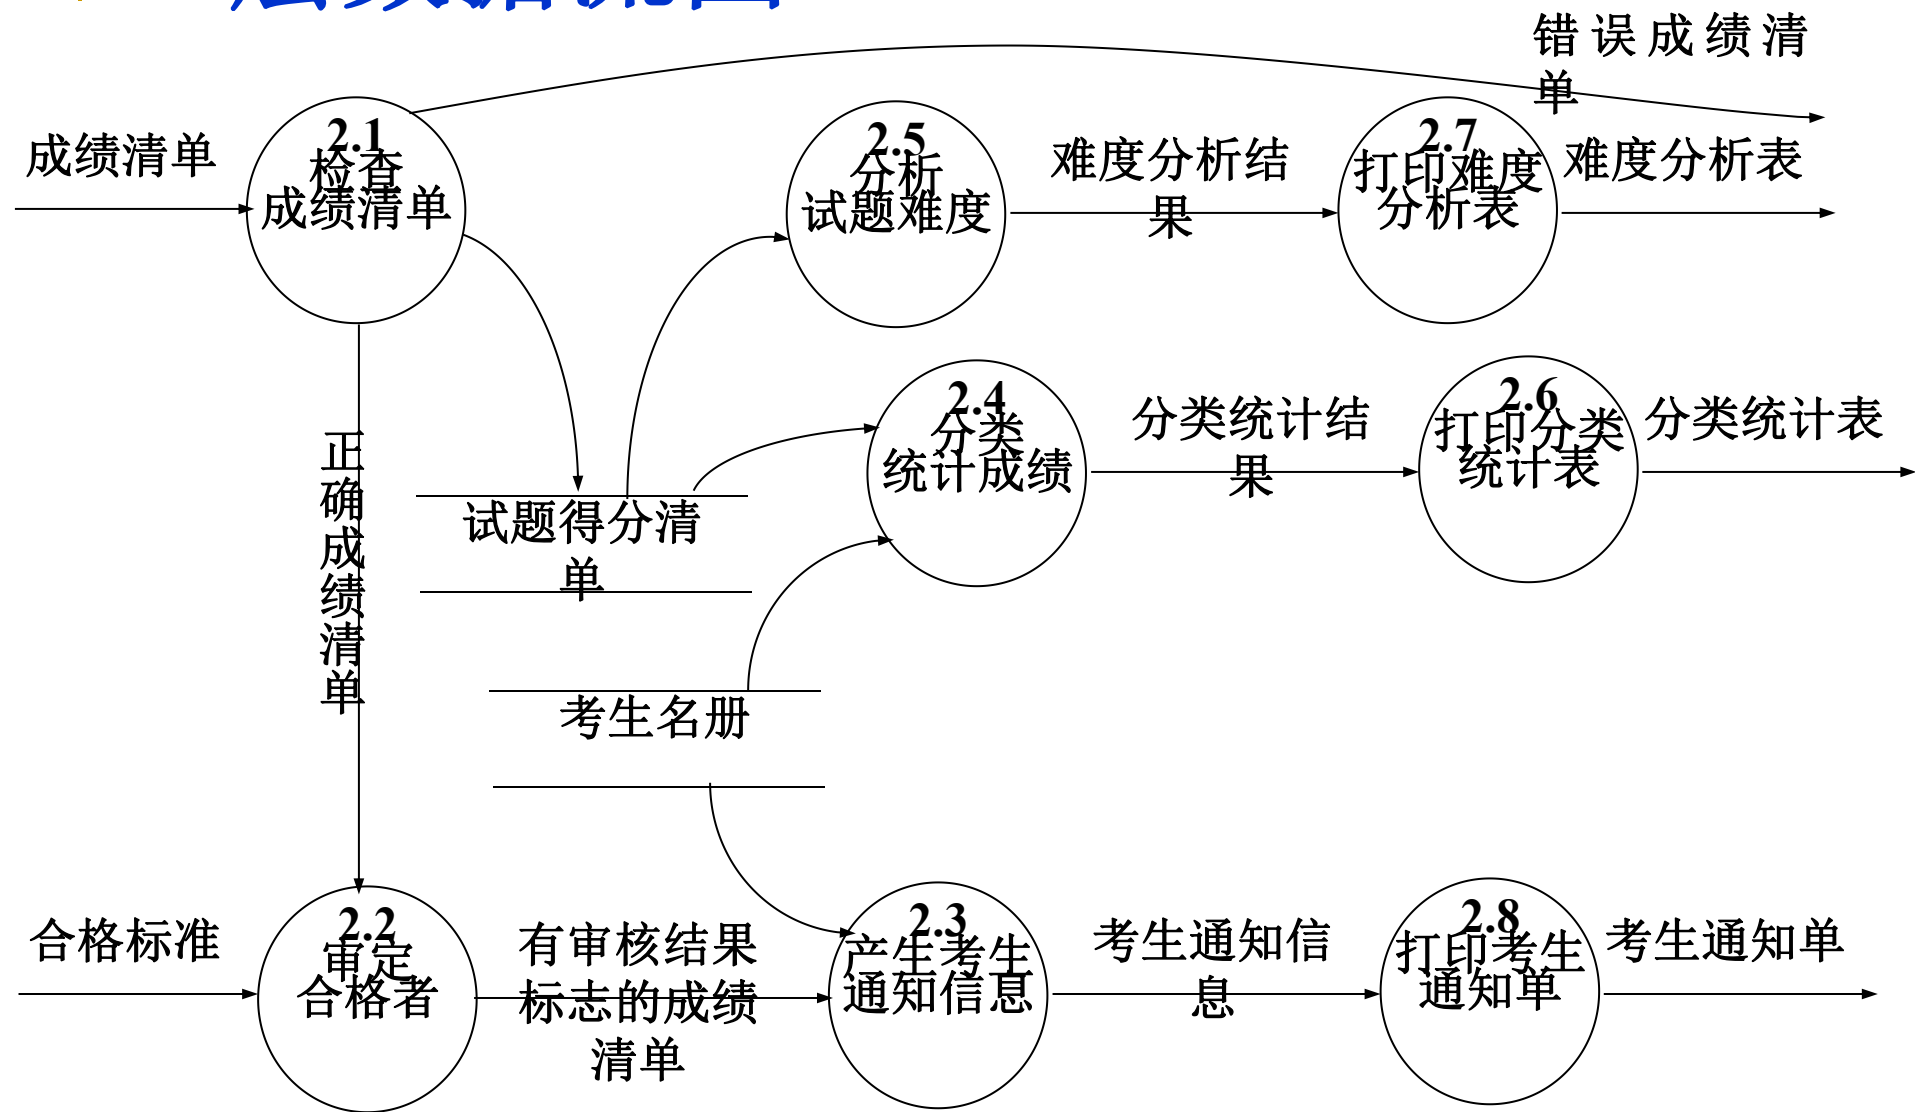 层数据流图
错误成绩清
单
成绩清单
2.1
检查
成绩清单
2.5
分析
试题难度
难度分析结
果
2.7
打印难度
分析表
难度分析表
正
确
成
绩
清
单
试题得分清
单
2.4
分类
统计成绩
分类统计结
果
2.6
打印分类
统计表
分类统计表
考生名册
合格标准
2.2
审定
合格者
有审核结果
标志的成绩
清单
2.3
产生考生
通知信息
考生通知信
息
2.8
打印考生
通知单
考生通知单